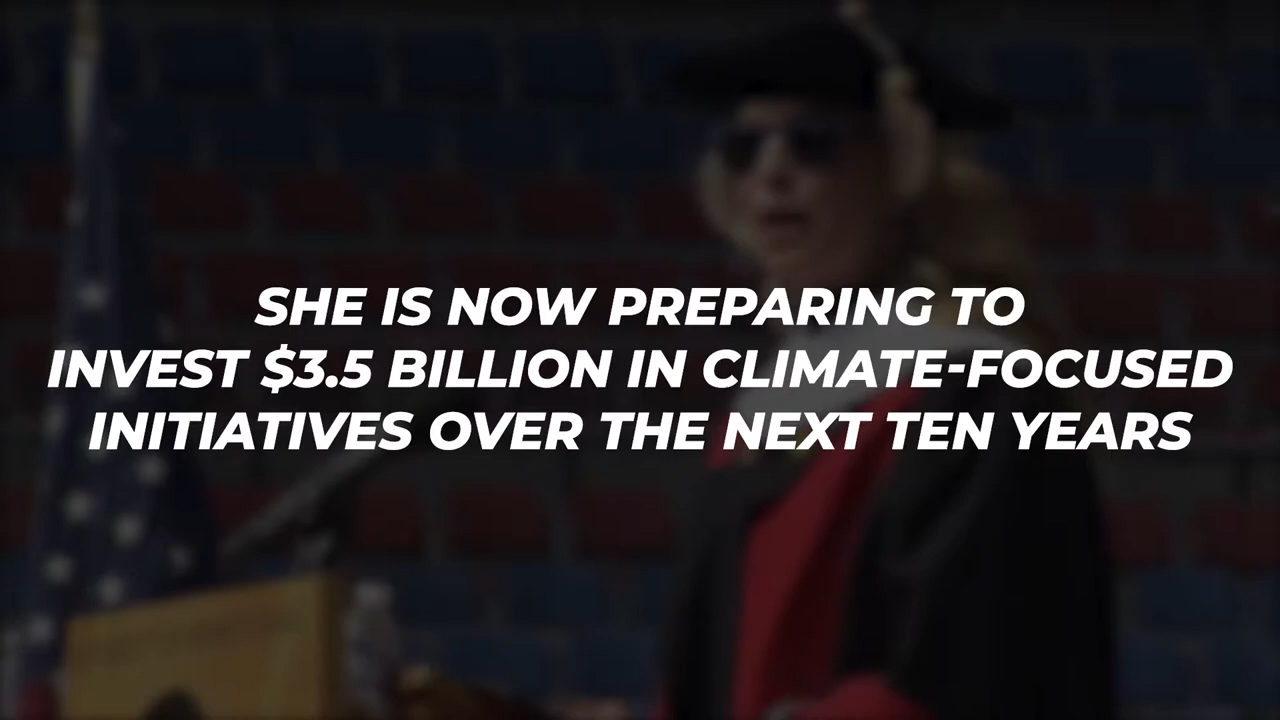 SHE IS NOW PREPARING TO
INVEST $3.5 BILLION IN CLIMATE-FOCUSED
INITIATIVES OVER THE NEXT TEN YEARS